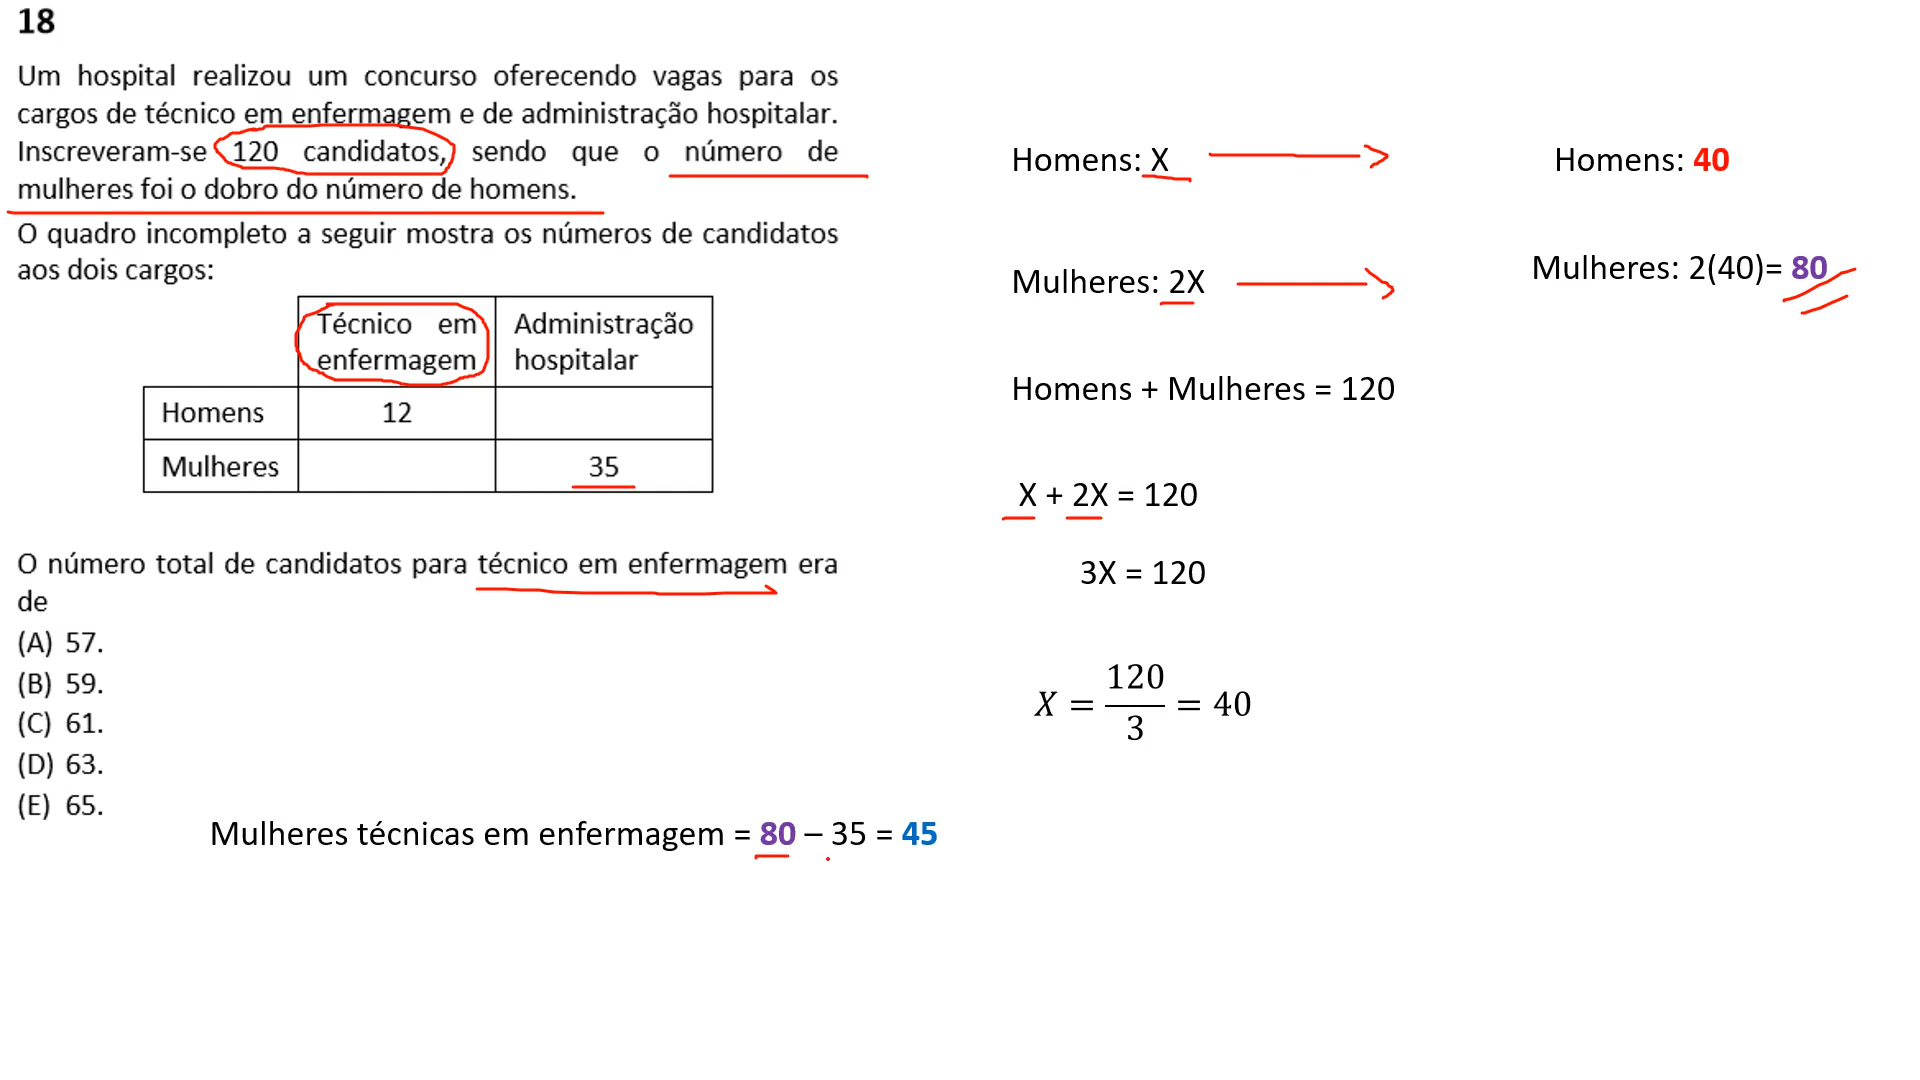 18
Um hospital realizou um concurso oferecendo vagas para os
cargos de técnico em enfermagem e de administração hospitalar.
Inscreveram-se 120 candidatos, sendo que o número de
mulheres foi o dobro do número de homens.
O quadro incompleto a seguir mostra os números de candidatos
aos dois cargos:
Técnico em enfermagem
Administração hospitalar
Homens 12
Mulheres 35
O número total de candidatos para técnico em enfermagem era
de
(A) 57.
(B) 59.
(C) 61.
(D) 63.
(E) 65.
Mulheres técnicas em enfermagem = 80 – 35 = 45
Homens: X
Mulheres: 2X
Homens + Mulheres = 120
X + 2X = 120
3X = 120
X = 120/3 = 40
Homens: 40
Mulheres: 2(40)= 80